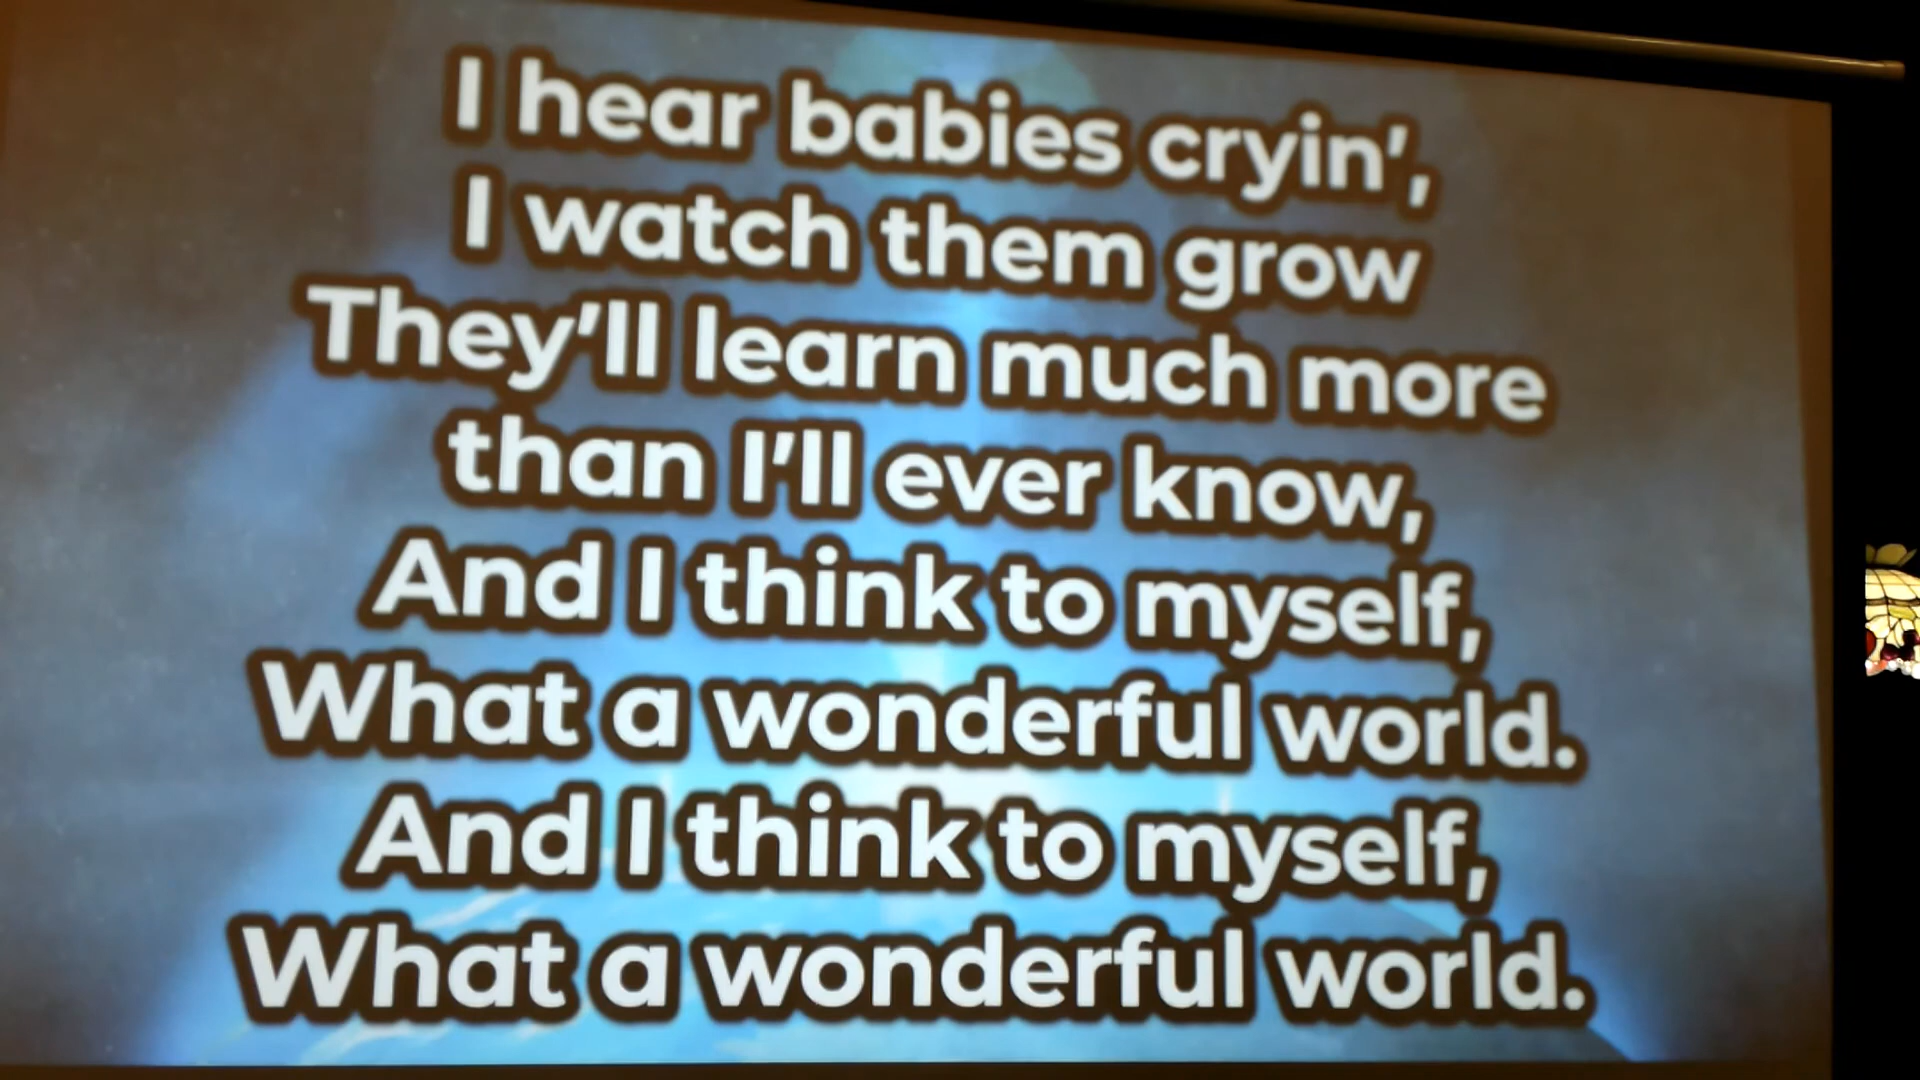 I hear babies cryin',
I watch them grow
They'll learn much more
than I'll ever know,
And I think to myself,
What a wonderful world.
And I think to myself,
What a wonderful world.